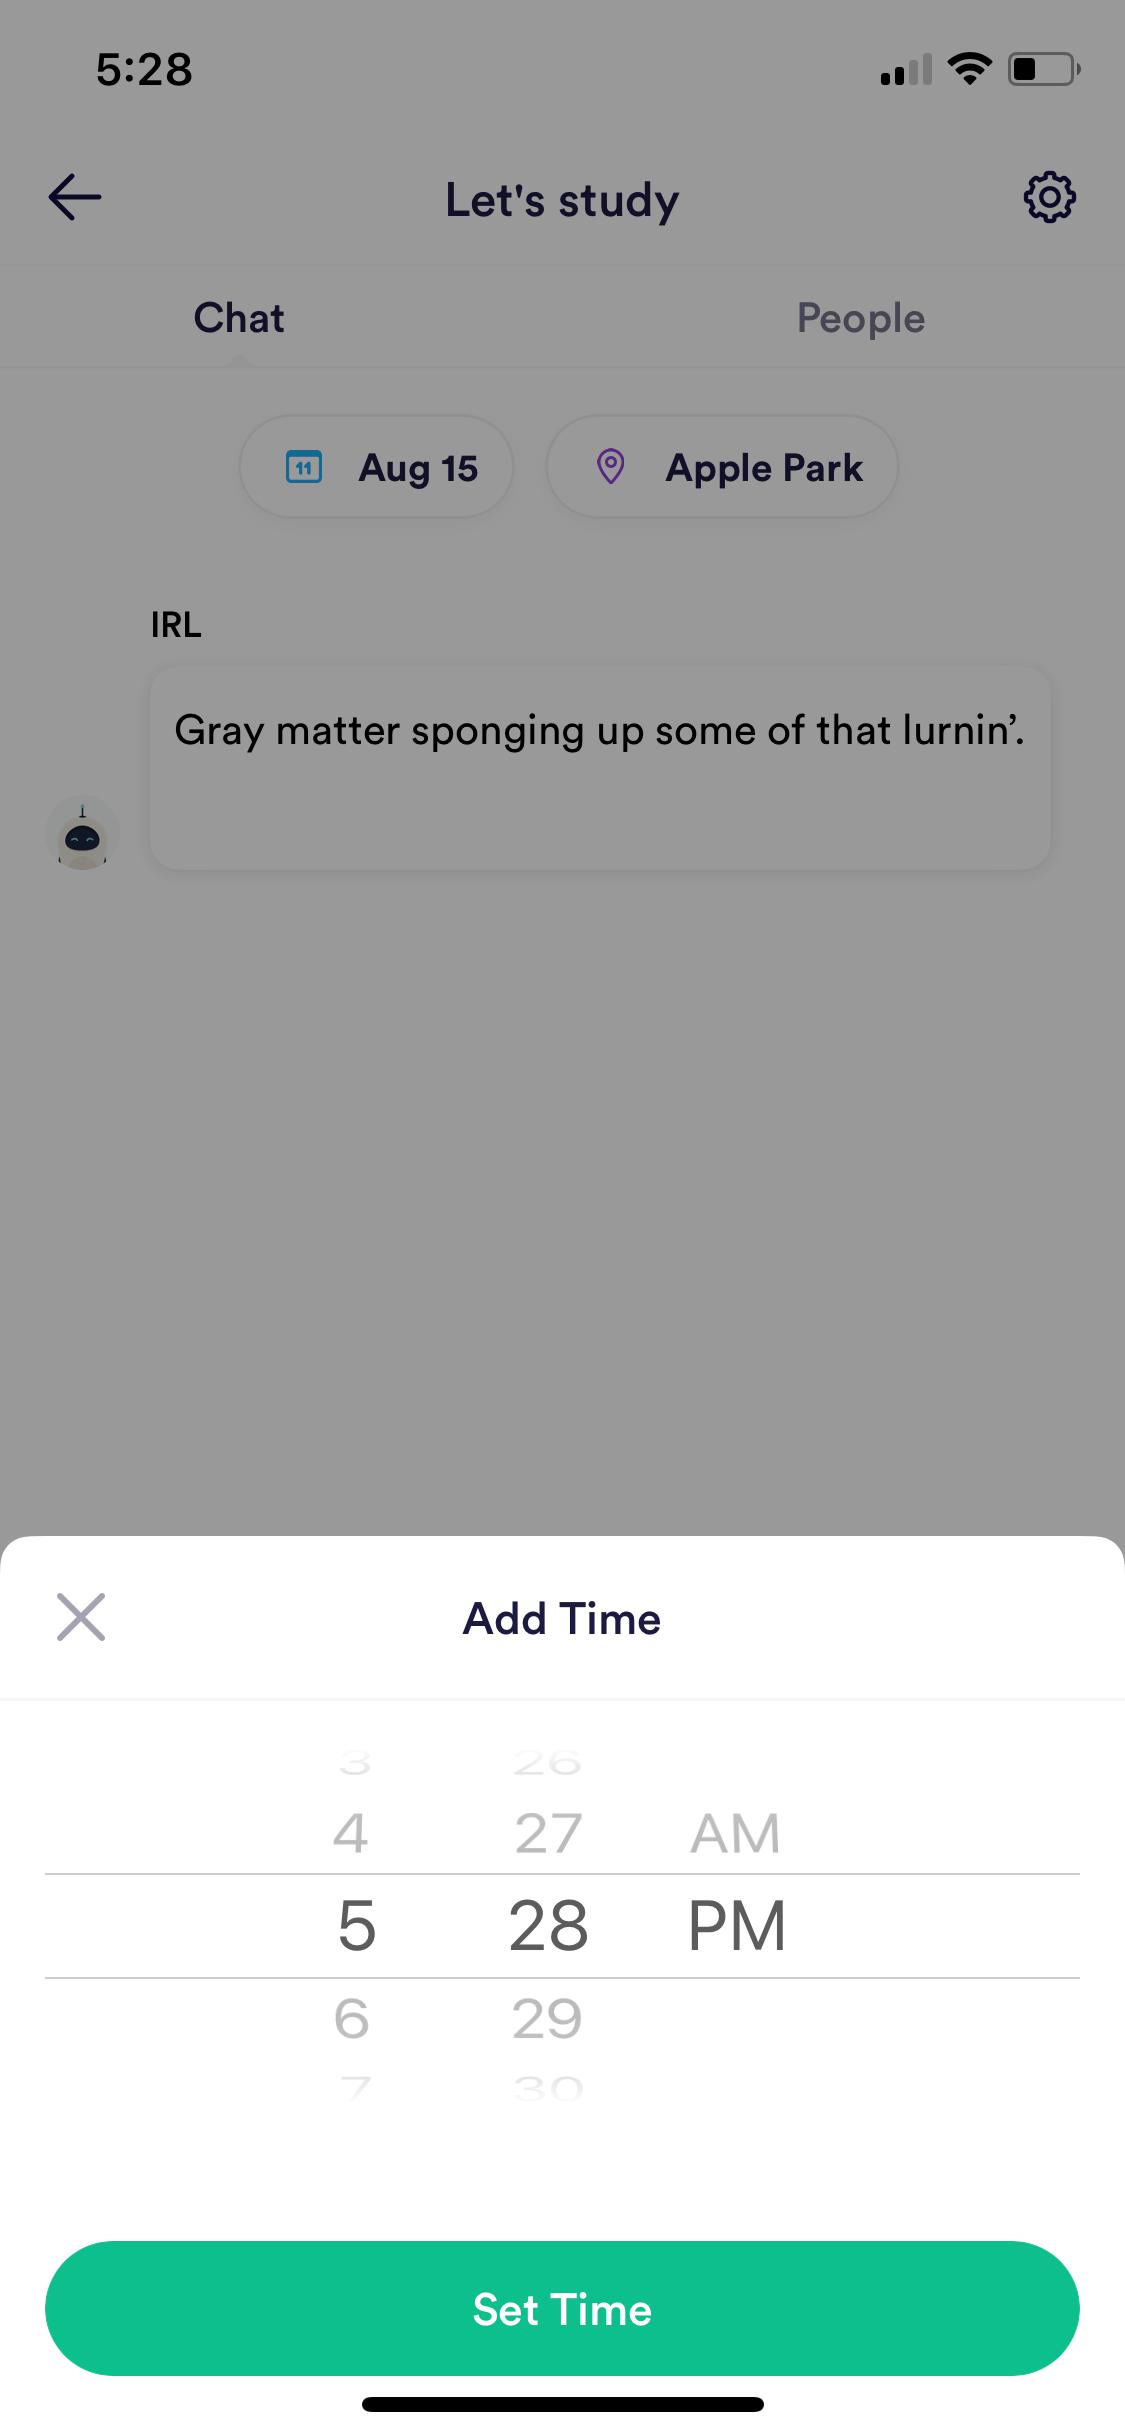 5:28
Let's study
Chat People
11 Aug 15 Apple Park
IRL
Gray matter sponging up some of that lurnin’.
Add Time
3 26
4 27 AM
5 28 PM
6 29
7 30
Set Time